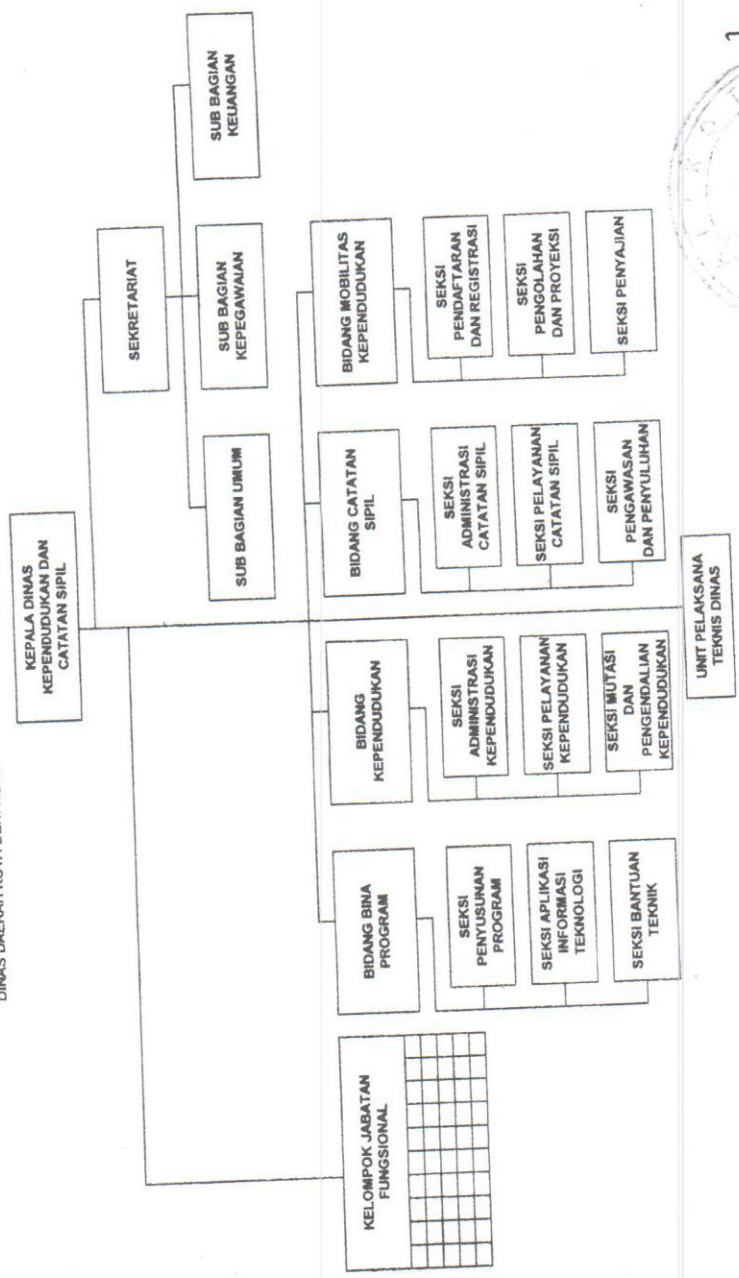 KEPALA DINAS
KEPENDUDUKAN DAN
CATATAN SIPIL
SEKRETARIAT
SUB BAGIAN UMUM
SUB BAGIAN
KEPEGAWAIAN
SUB BAGIAN
KEUANGAN
KELOMPOK JABATAN
FUNGSIONAL
BIDANG BINA
PROGRAM
SEKSI
PENYUSUNAN
PROGRAM
SEKSI APLIKASI
INFORMASI
TEKNOLOGI
SEKSI BANTUAN
TEKNIK
BIDANG
KEPENDUDUKAN
SEKSI
ADMINISTRASI
KEPENDUDUKAN
SEKSI PELAYANAN
KEPENDUDUKAN
SEKSI MUTASI
DAN
PENGENDALIAN
KEPENDUDUKAN
BIDANG CATATAN
SIPIL
SEKSI
ADMINISTRASI
CATATAN SIPIL
SEKSI PELAYANAN
CATATAN SIPIL
SEKSI
PENGAWASAN
DAN PENYULUHAN
BIDANG MOBILITAS
KEPENDUDUKAN
SEKSI
PENDAFTARAN
DAN REGISTRASI
SEKSI
PENGOLAHAN
DAN PROYEKSI
SEKSI PENYAJIAN
UNIT PELAKSANA
TEKNIS DINAS